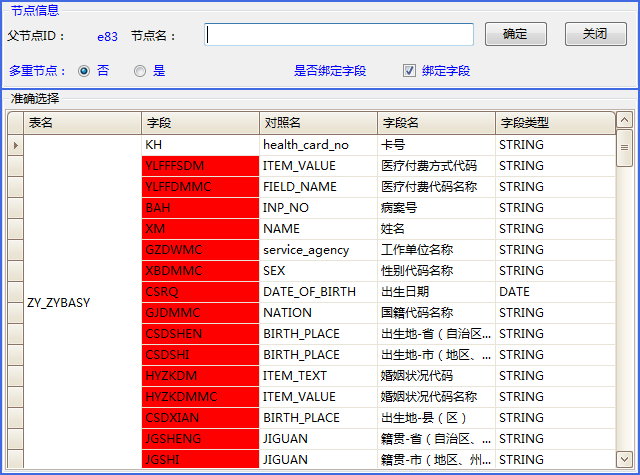 节点信息
父节点ID： e83 节点名： 确定 关闭
多重节点： 否 是 是否绑定字段 绑定字段
准确选择
表名 字段 对照名 字段名 字段类型
KH health_card_no 卡号 STRING
YLFFFSDM ITEM_VALUE 医疗付费方式代码 STRING
YLFFDMMC FIELD_NAME 医疗付费代码名称 STRING
BAH INP_NO 病案号 STRING
XM NAME 姓名 STRING
GZDWMC service_agency 工作单位名称 STRING
XBDMMC SEX 性别代码名称 STRING
CSRQ DATE_OF_BIRTH 出生日期 DATE
ZY_ZYBASY
GJDMMC NATION 国籍代码名称 STRING
CSDSHEN BIRTH_PLACE 出生地-省（自治区... STRING
CSDSHI BIRTH_PLACE 出生地-市（地区、... STRING
HYZKDM ITEM_TEXT 婚姻状况代码 STRING
HYZKDMMC ITEM_VALUE 婚姻状况代码名称 STRING
CSDXIAN BIRTH_PLACE 出生地-县（区） STRING
JGSHENG JIGUAN 籍贯-省（自治区、... STRING
JGSHI JIGUAN 籍贯-市（地区、州... STRING